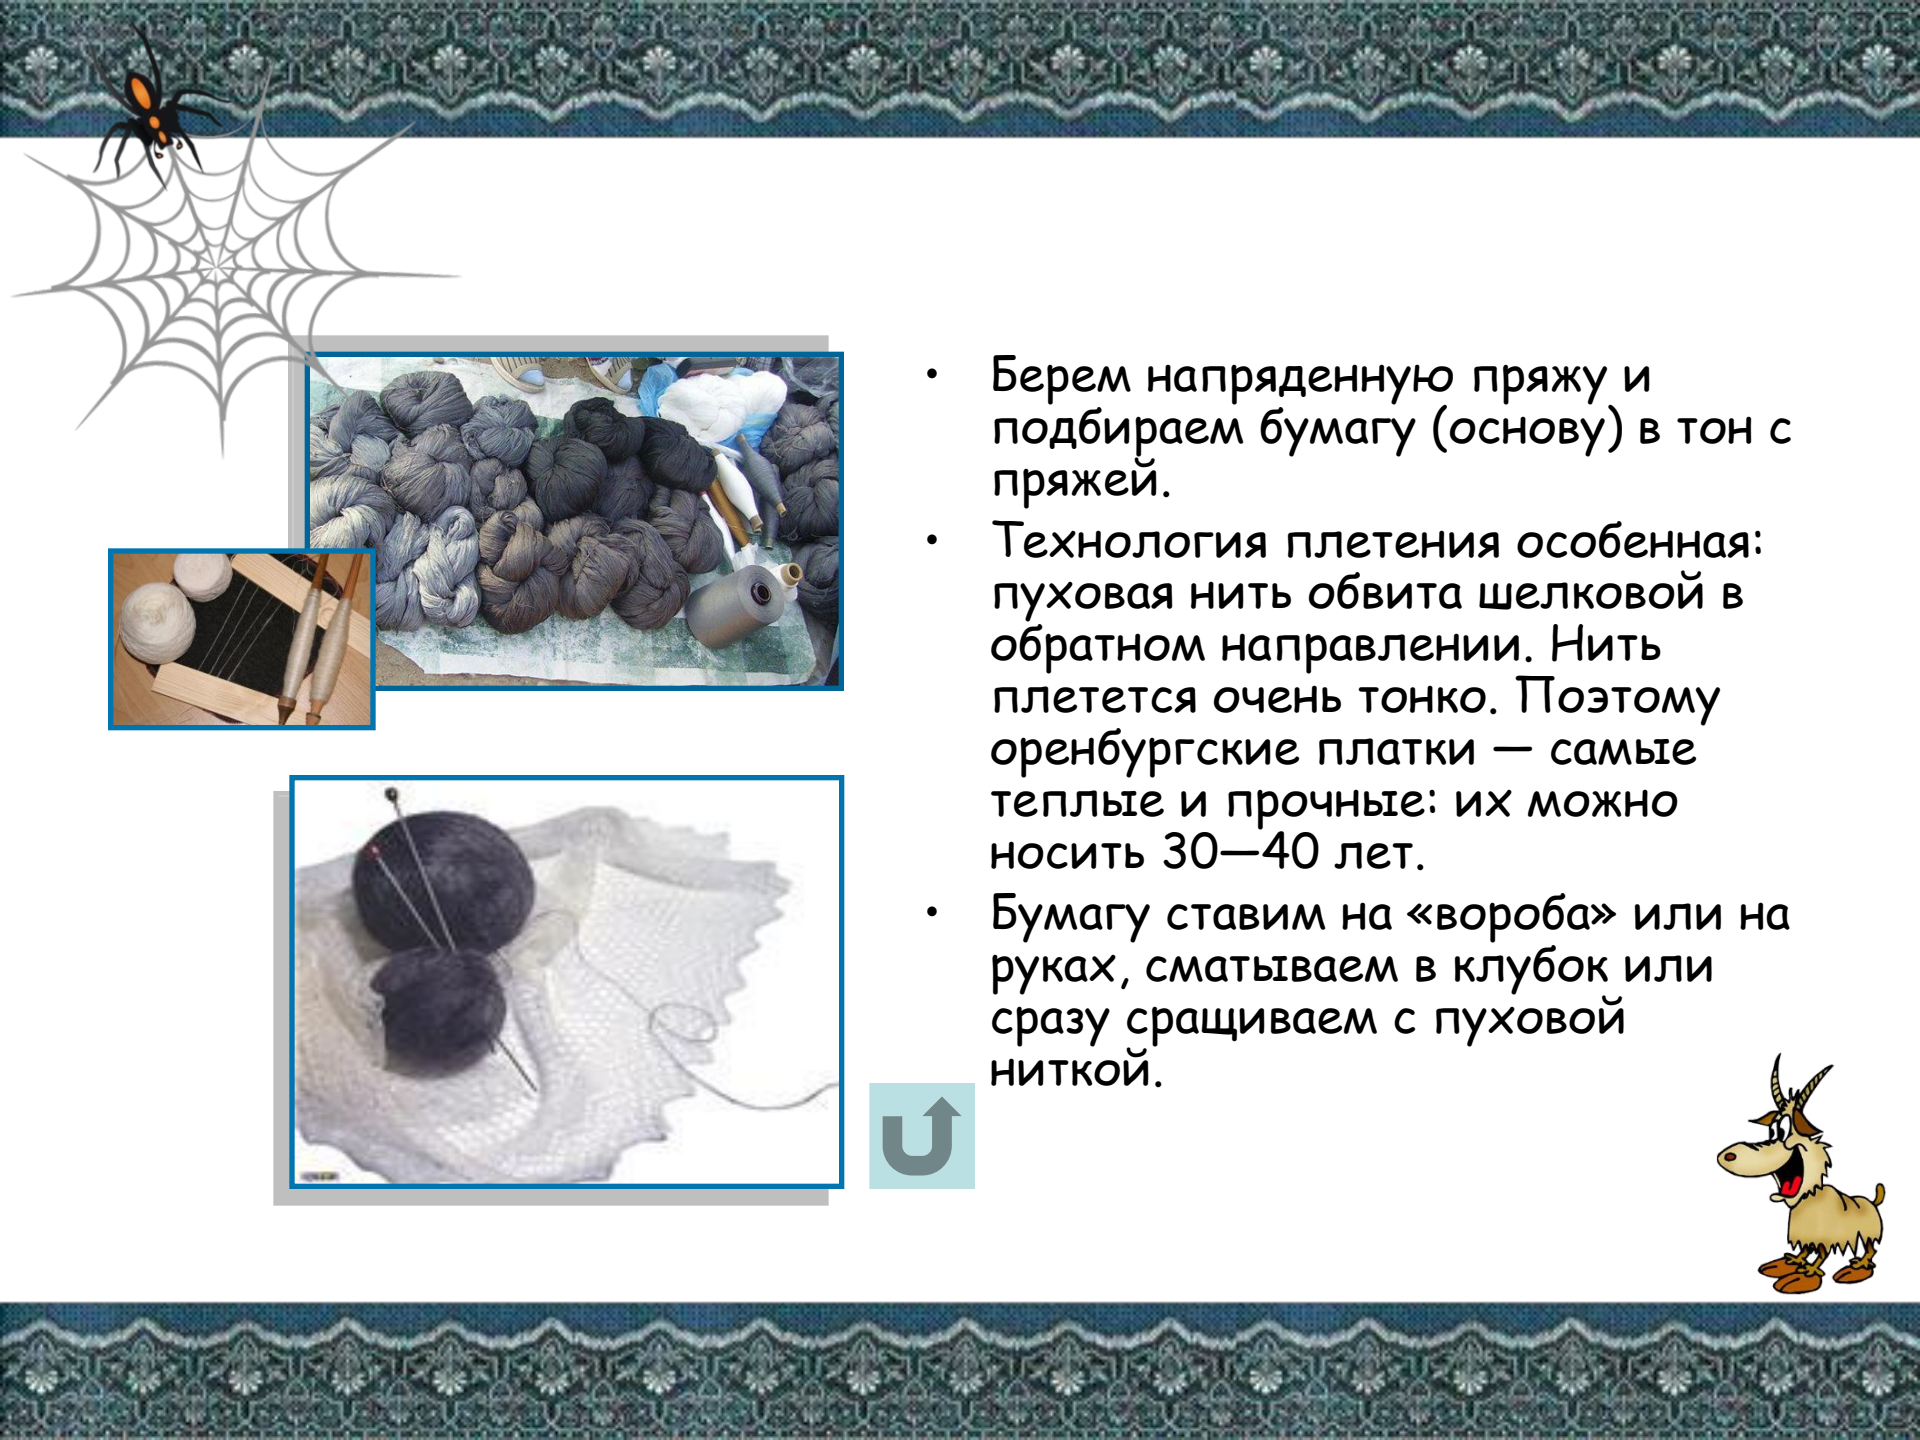 • Берем напряденную пряжу и
подбираем бумагу (основу) в тон с
пряжей.
• Технология плетения особенная:
пуховая нить обвита шелковой в
обратном направлении. Нить
плетется очень тонко. Поэтому
оренбургские платки — самые
теплые и прочные: их можно
носить 30—40 лет.
• Бумагу ставим на «вороба» или на
руках, сматываем в клубок или
сразу сращиваем с пуховой
ниткой.